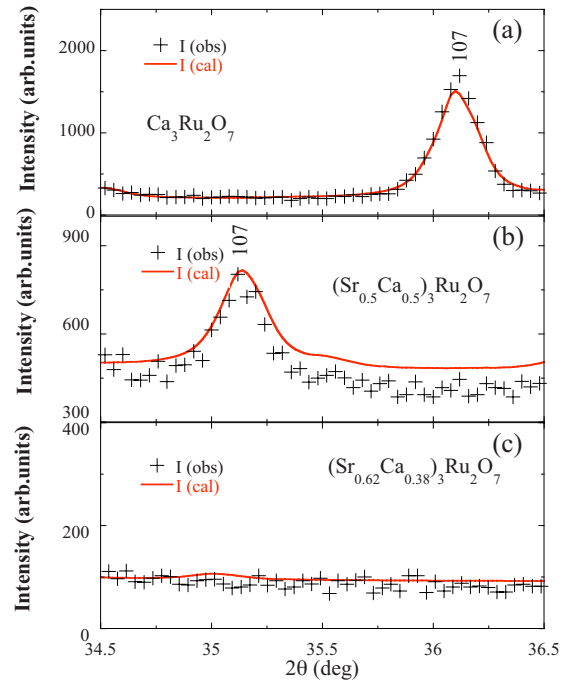 (a)
2500
I (obs)
I (cal)
107
Intensity (arb.units)
Ca3Ru2O7
1000
0
(b)
900
I (obs)
I (cal)
107
Intensity (arb.units)
(Sr0.5Ca0.5)3Ru2O7
600
300
(c)
400
I (obs)
I (cal)
Intensity (arb.units)
(Sr0.62Ca0.38)3Ru2O7
200
0
34.5
35
35.5
36
36.5
2θ (deg)